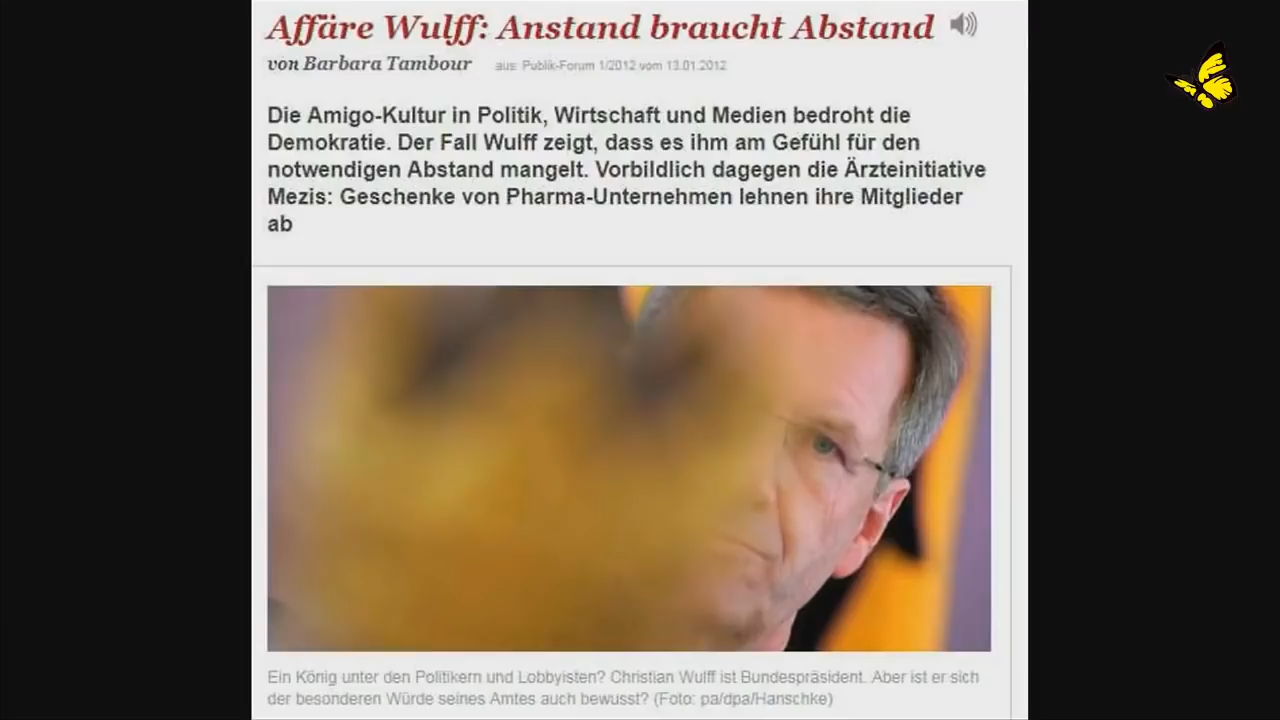 Affäre Wulff: Anstand braucht Abstand
von Barbara Tambour aus: Publik-Forum 1/2012 vom 13.01.2012
Die Amigo-Kultur in Politik, Wirtschaft und Medien bedroht die
Demokratie. Der Fall Wulff zeigt, dass es ihm am Gefühl für den
notwendigen Abstand mangelt. Vorbildlich dagegen die Ärzteinitiative
Mezis: Geschenke von Pharma-Unternehmen lehnen ihre Mitglieder
ab
Ein König unter den Politikern und Lobbyisten? Christian Wulff ist Bundespräsident. Aber ist er sich
der besonderen Würde seines Amtes auch bewusst? (Foto: pa/dpa/Hanschke)